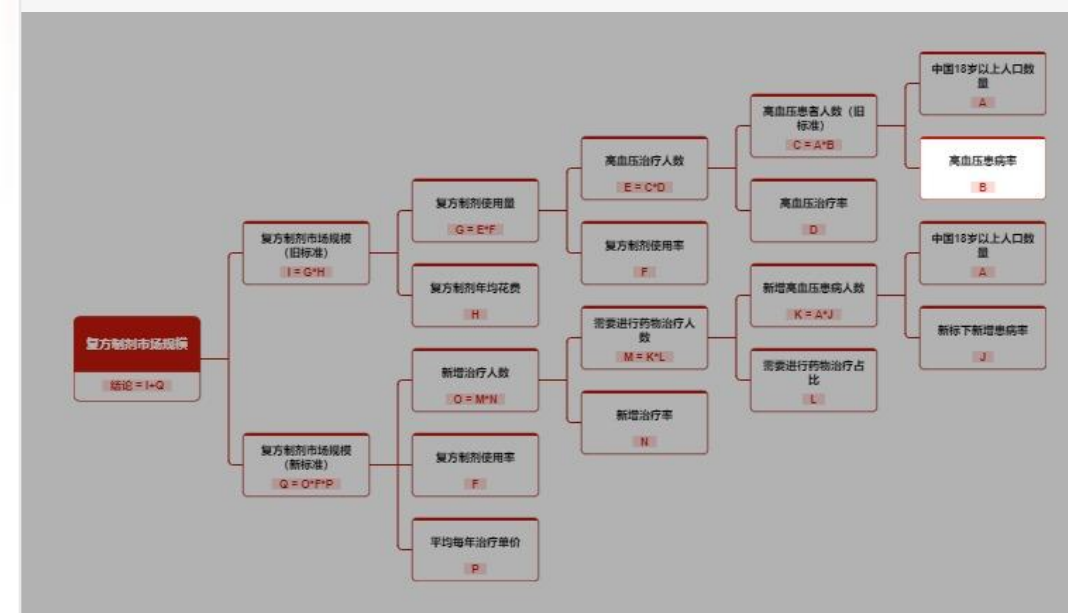 中国18岁以上人口数
量
A
高血压患者人数（旧
标准）
C = A*B
高血压治疗人数
E = C*D
高血压患病率
B
复方制剂使用量
G = E*F
高血压治疗率
D
复方制剂市场规模
（旧标准）
I = G*H
复方制剂使用率
F
中国18岁以上人口数
量
A
复方制剂年均花费
H
新增高血压患病人数
K = A*J
复方制剂市场规模
结论 = I+Q
需要进行药物治疗人
数
M = K*L
新标下新增患病率
J
新增治疗人数
O = M*N
需要进行药物治疗占
比
L
新增治疗率
N
复方制剂市场规模
（新标准）
Q = O*F*P
复方制剂使用率
F
平均每年治疗单价
P